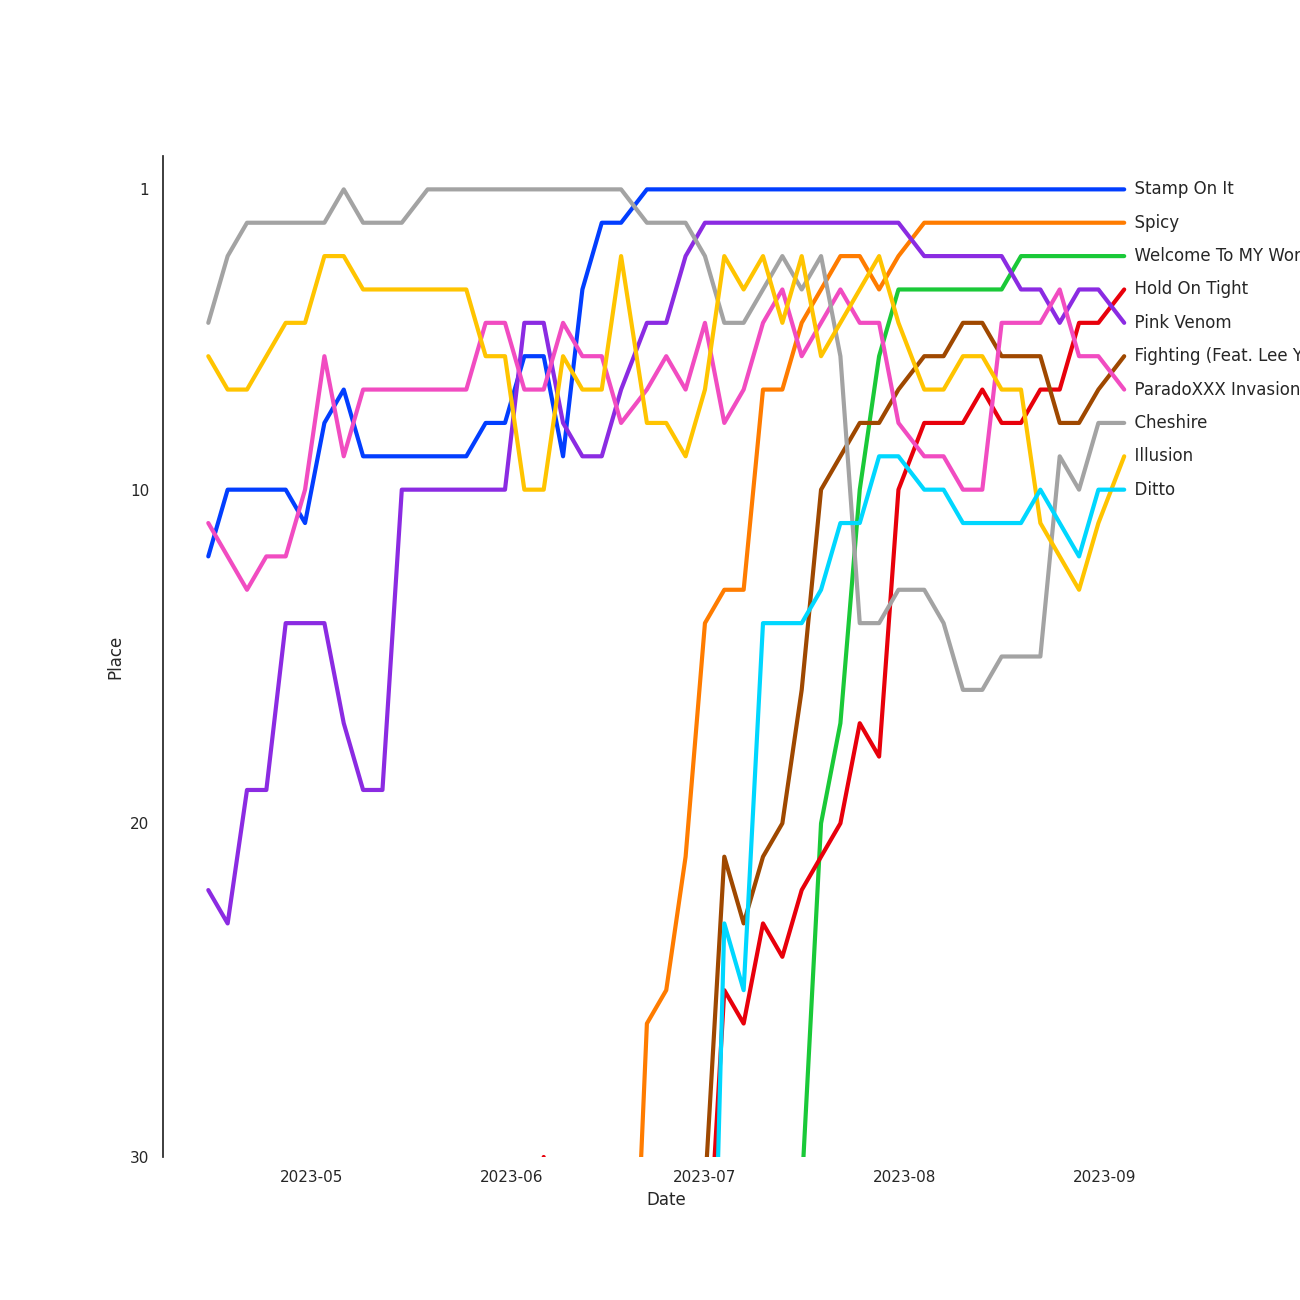 1
10
20
30
Place
2023-05
2023-06
2023-07
2023-08
2023-09
Date
Stamp On It
Spicy
Welcome To MY Wor
Hold On Tight
Pink Venom
Fighting (Feat. Lee Y
ParadoXXX Invasion
Cheshire
Illusion
Ditto